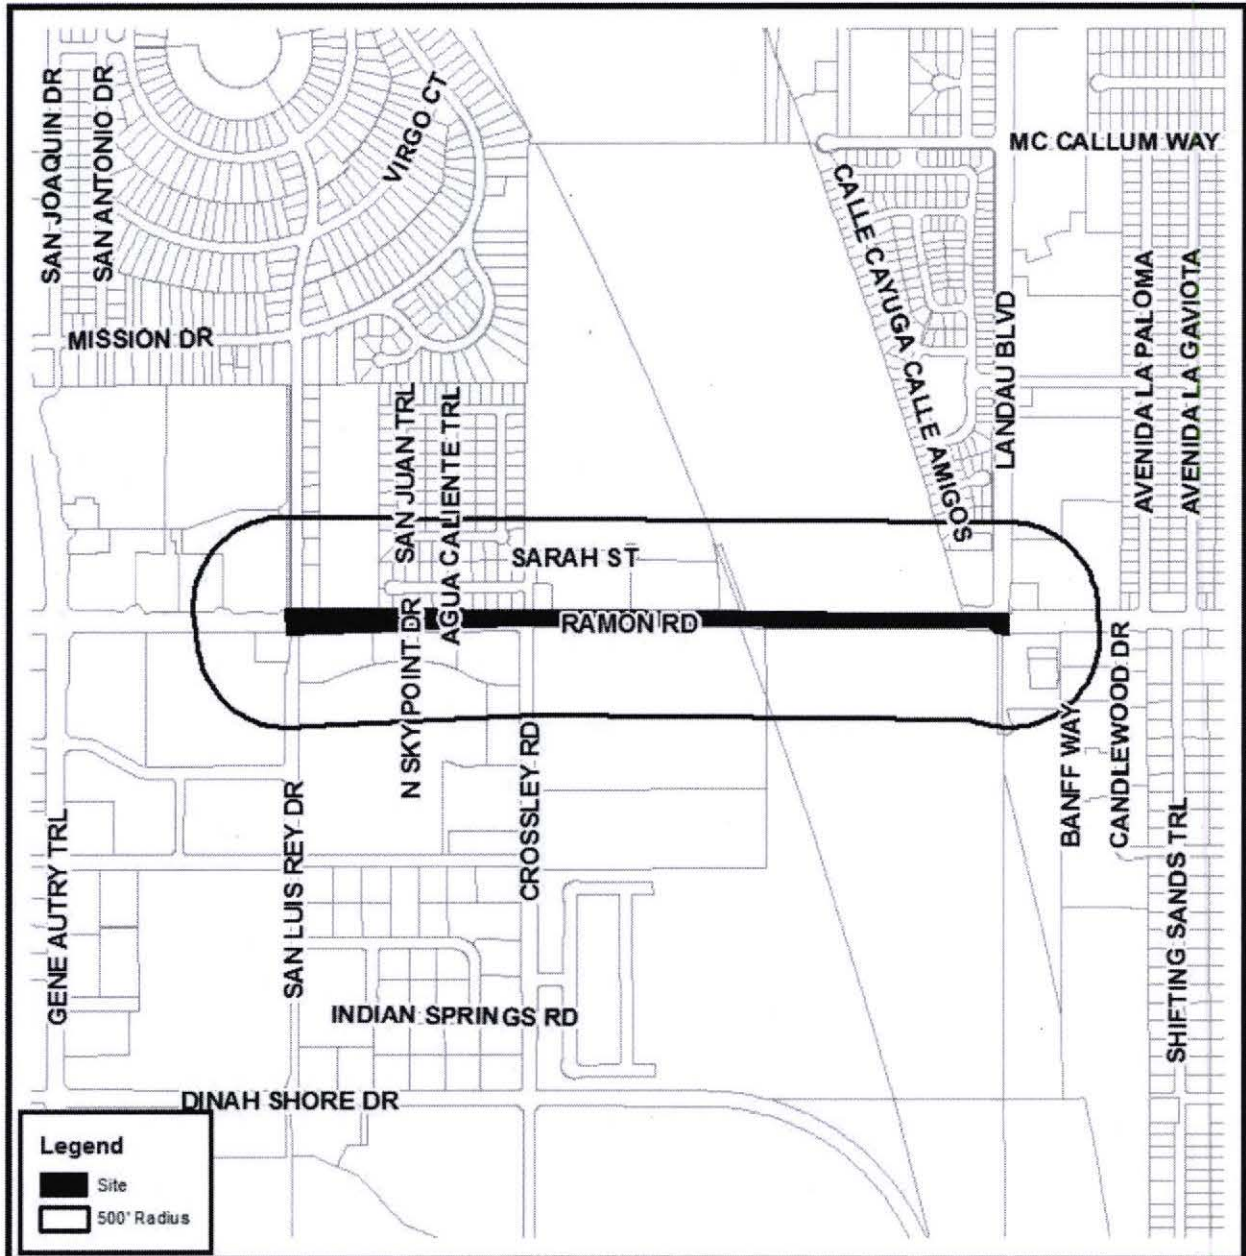 SAN JOAQUIN DR
SAN ANTONIO DR
VIRGO CT
MC CALLUM WAY
CALLE CAYUGA CALLE AMIGOS
LANDAU BLVD
AVENIDA LA PALOMA
AVENIDA LA GAVIOTA
MISSION DR
SAN JUAN TRL
AGUA CALIENTE TRL
SARAH ST
RAMON RD
N SKY POINT DR
CROSSLEY RD
BANFF WAY
CANDLEWOOD DR
GENE AUTRY TRL
SAN LUIS REY DR
SHIFTING SANDS TRL
INDIAN SPRINGS RD
DINAH SHORE DR
Legend
Site
500' Radius